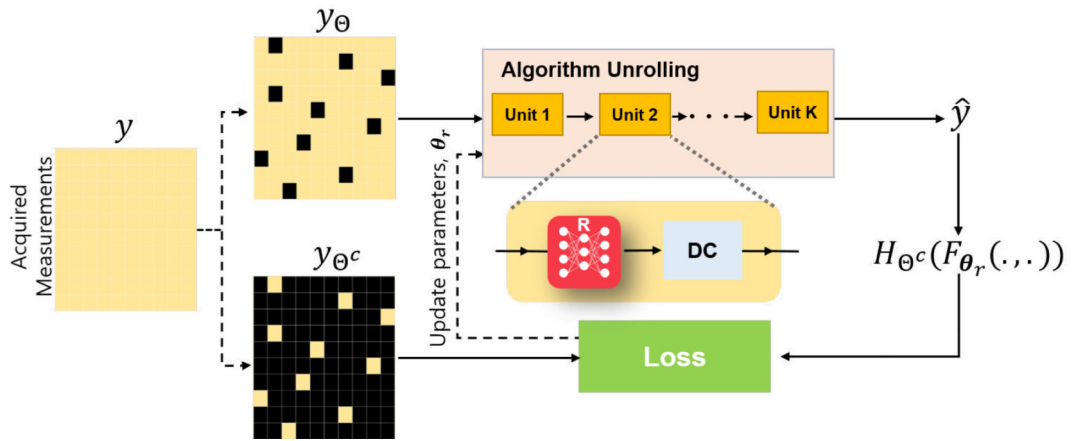 y
Acquired
Measurements
y_Θ
y_{Θ^c}
Algorithm Unrolling
Unit 1
Unit 2
· · ·
Unit K
ŷ
Update parameters, θ_r
R
DC
H_{Θ^c}(F_{θ_r}(.,.))
Loss